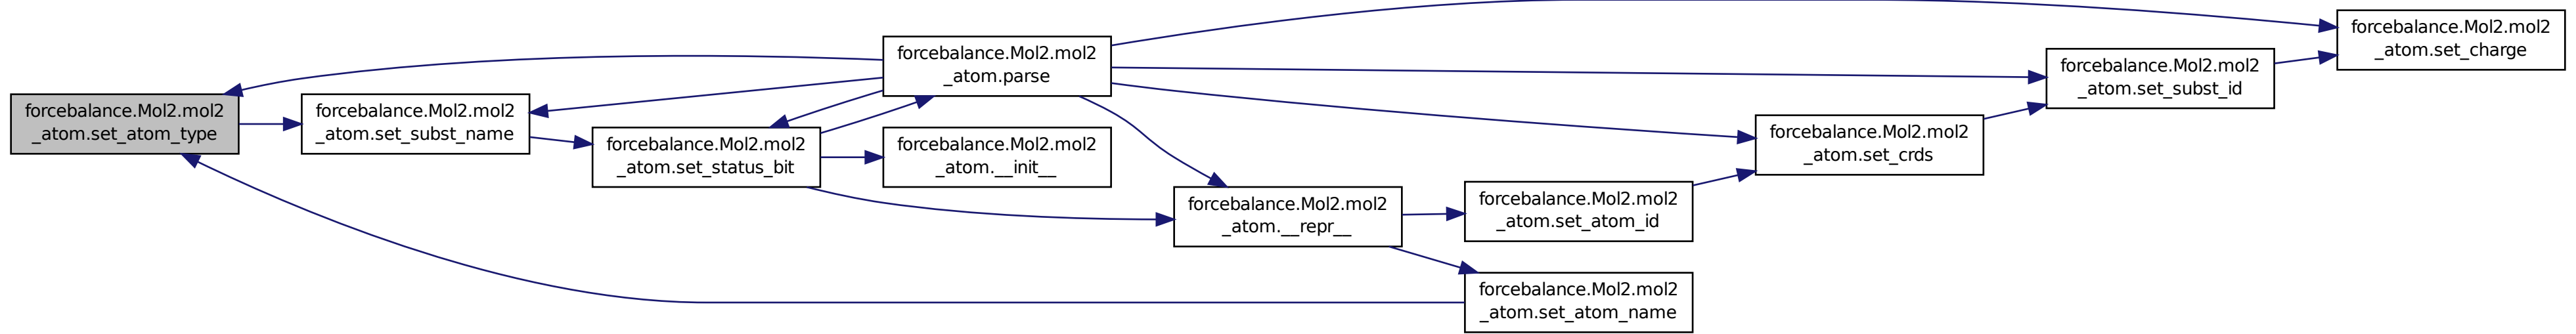 forcebalance.Mol2.mol2
_atom.set_atom_type
forcebalance.Mol2.mol2
_atom.set_subst_name
forcebalance.Mol2.mol2
_atom.set_status_bit
forcebalance.Mol2.mol2
_atom.parse
forcebalance.Mol2.mol2
_atom.__init__
forcebalance.Mol2.mol2
_atom.__repr__
forcebalance.Mol2.mol2
_atom.set_atom_id
forcebalance.Mol2.mol2
_atom.set_atom_name
forcebalance.Mol2.mol2
_atom.set_crds
forcebalance.Mol2.mol2
_atom.set_subst_id
forcebalance.Mol2.mol2
_atom.set_charge